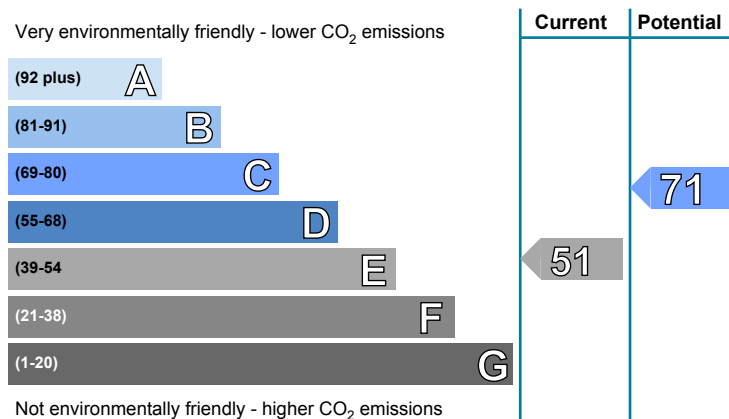 Current Potential
Very environmentally friendly - lower CO₂ emissions
(92 plus) A
(81-91) B
(69-80) C
71
(55-68) D
(39-54 E
51
(21-38) F
(1-20) G
Not environmentally friendly - higher CO₂ emissions